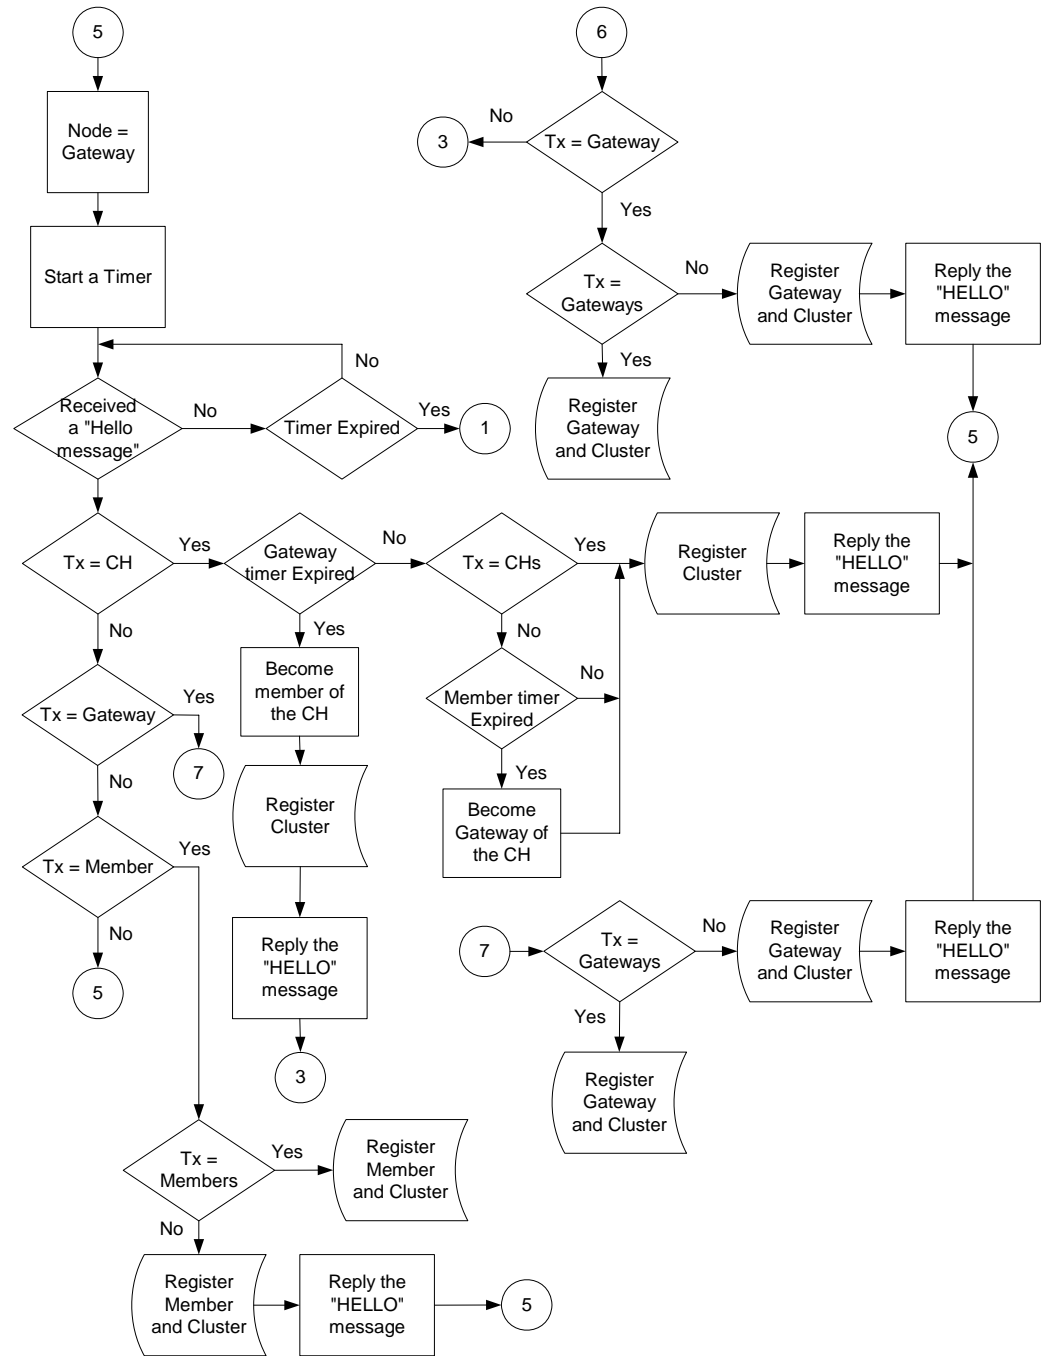 5
6
Node =
Gateway
No
3
Tx = Gateway
Yes
Start a Timer
Tx =
Gateways
No
Register
Gateway
and Cluster
Reply the
"HELLO"
message
Yes
No
Register
Gateway
and Cluster
5
Received
a "Hello
message"
No
Timer Expired
Yes
1
Tx = CH
Yes
Gateway
timer Expired
No
Tx = CHs
Yes
Register
Cluster
Reply the
"HELLO"
message
No
Yes
No
Become
member of
the CH
Member timer
Expired
No
Tx = Gateway
Yes
7
No
Yes
Become
Gateway of
the CH
Register
Cluster
Tx = Member
Yes
No
5
Reply the
"HELLO"
message
3
7
Tx =
Gateways
No
Register
Gateway
and Cluster
Reply the
"HELLO"
message
Yes
Register
Gateway
and Cluster
Tx =
Members
Yes
Register
Member
and Cluster
No
Register
Member
and Cluster
Reply the
"HELLO"
message
5